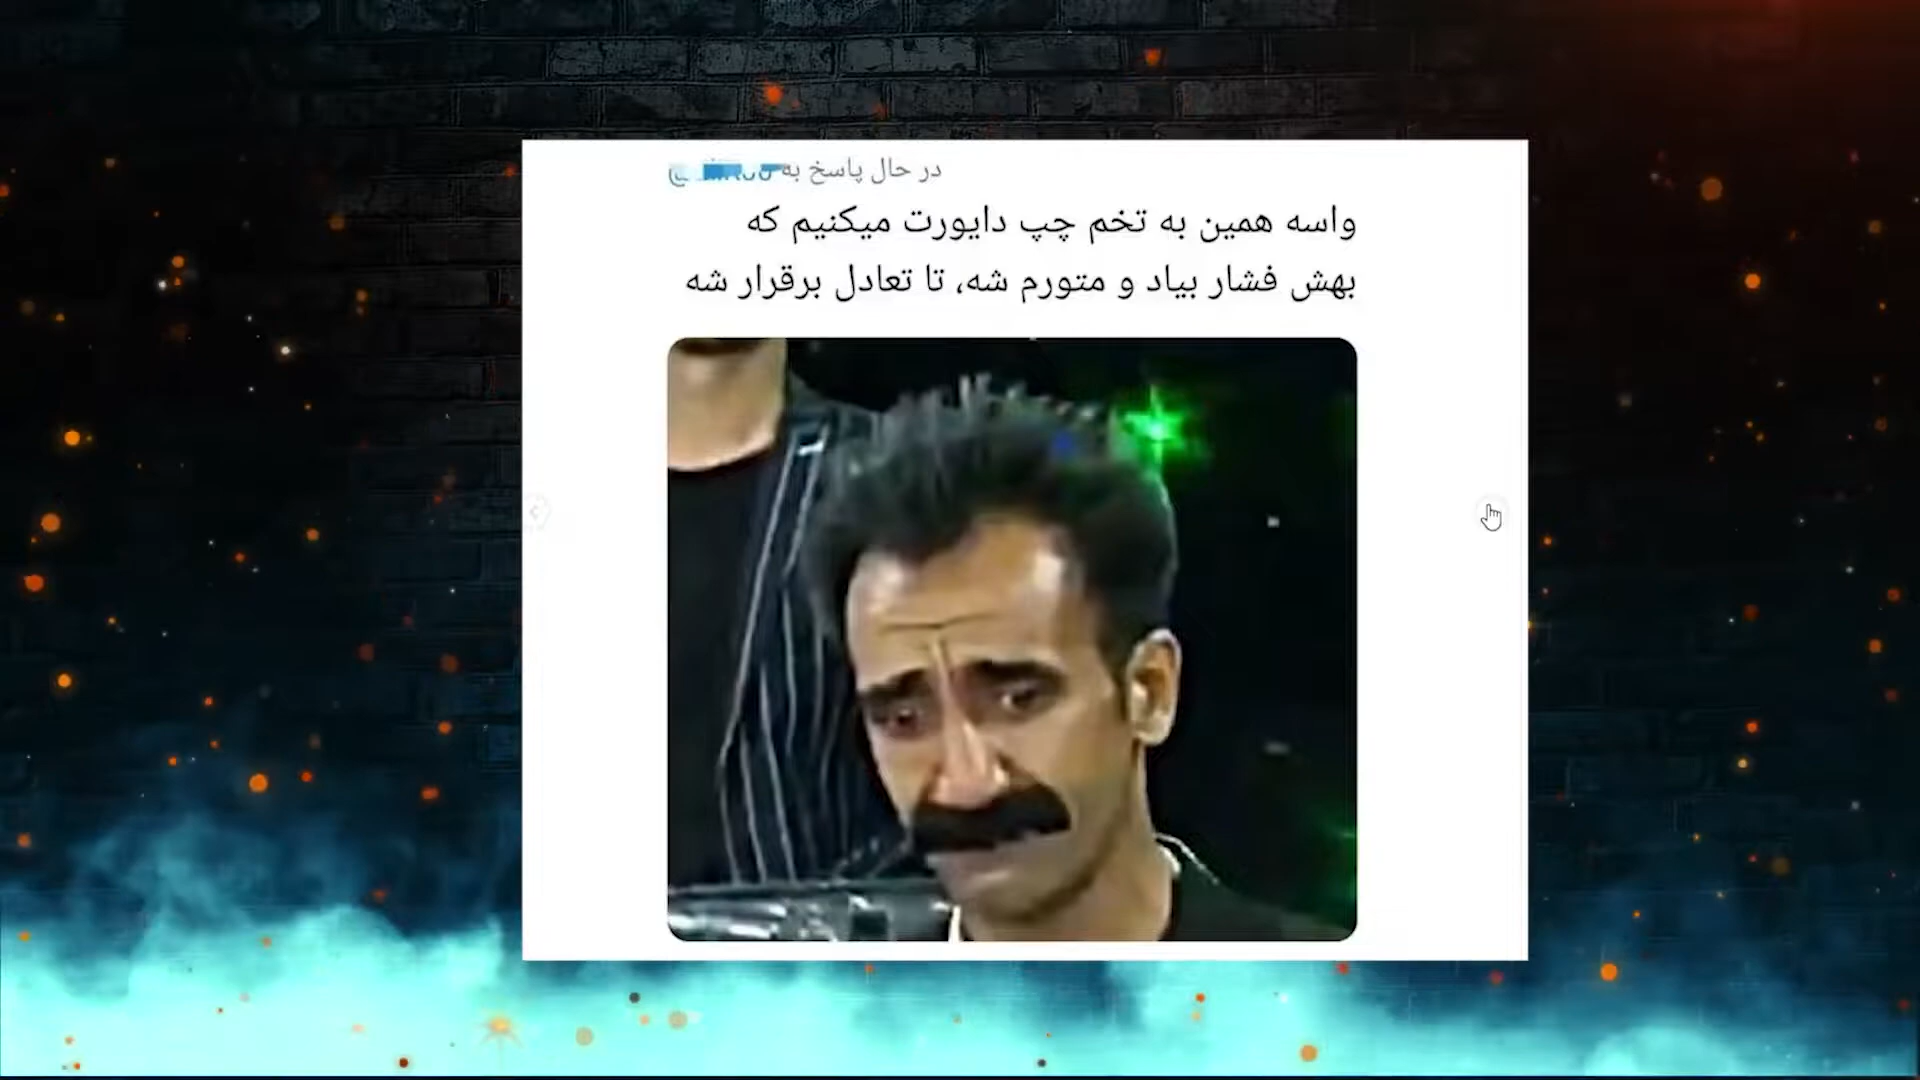 در حال پاسخ به
واسه همین به تخم چپ دایورت میکنیم که
بهش فشار بیاد و متورم شه، تا تعادل برقرار شه